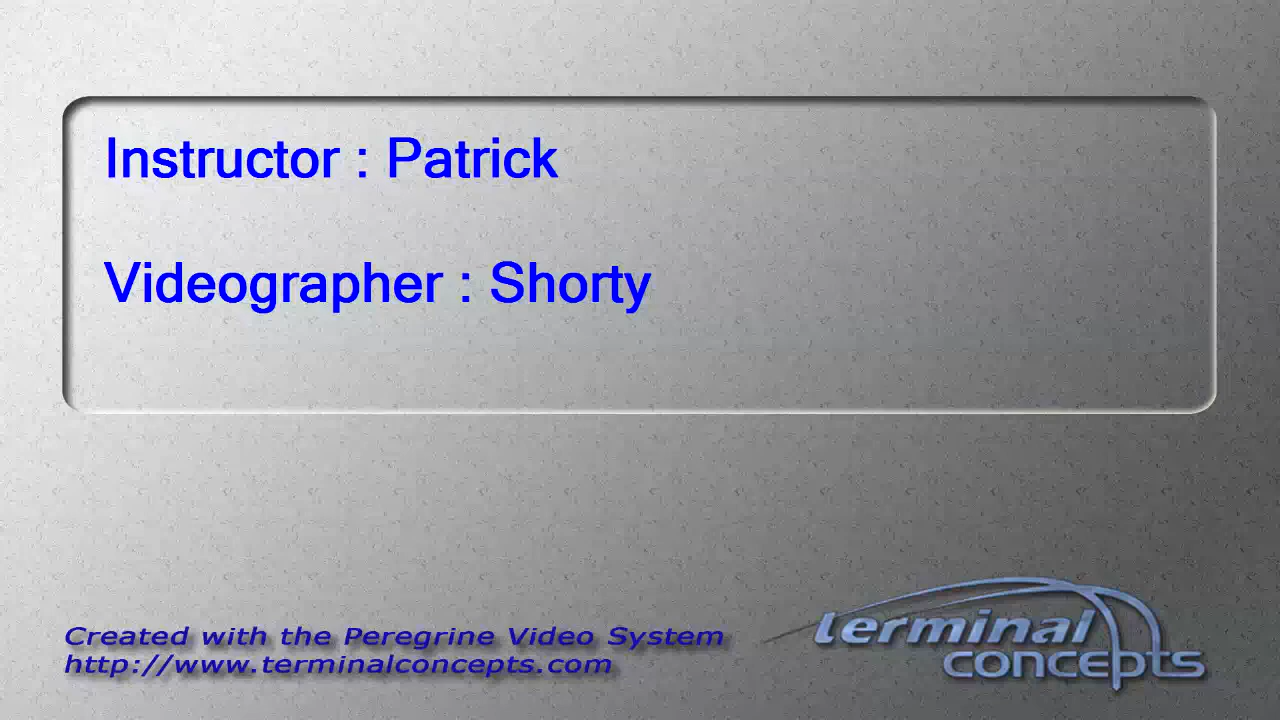 Instructor : Patrick
Videographer : Shorty
Created with the Peregrine Video System
http://www.terminalconcepts.com
terminal
concepts